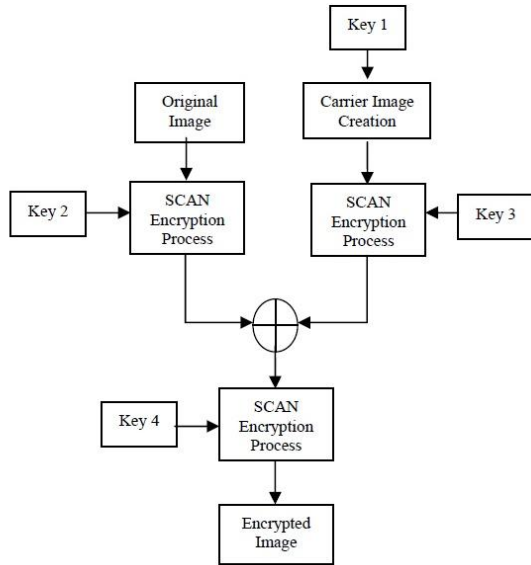 Key 1
Original
Image
Carrier Image
Creation
Key 2
SCAN
Encryption
Process
SCAN
Encryption
Process
Key 3
Key 4
SCAN
Encryption
Process
Encrypted
Image